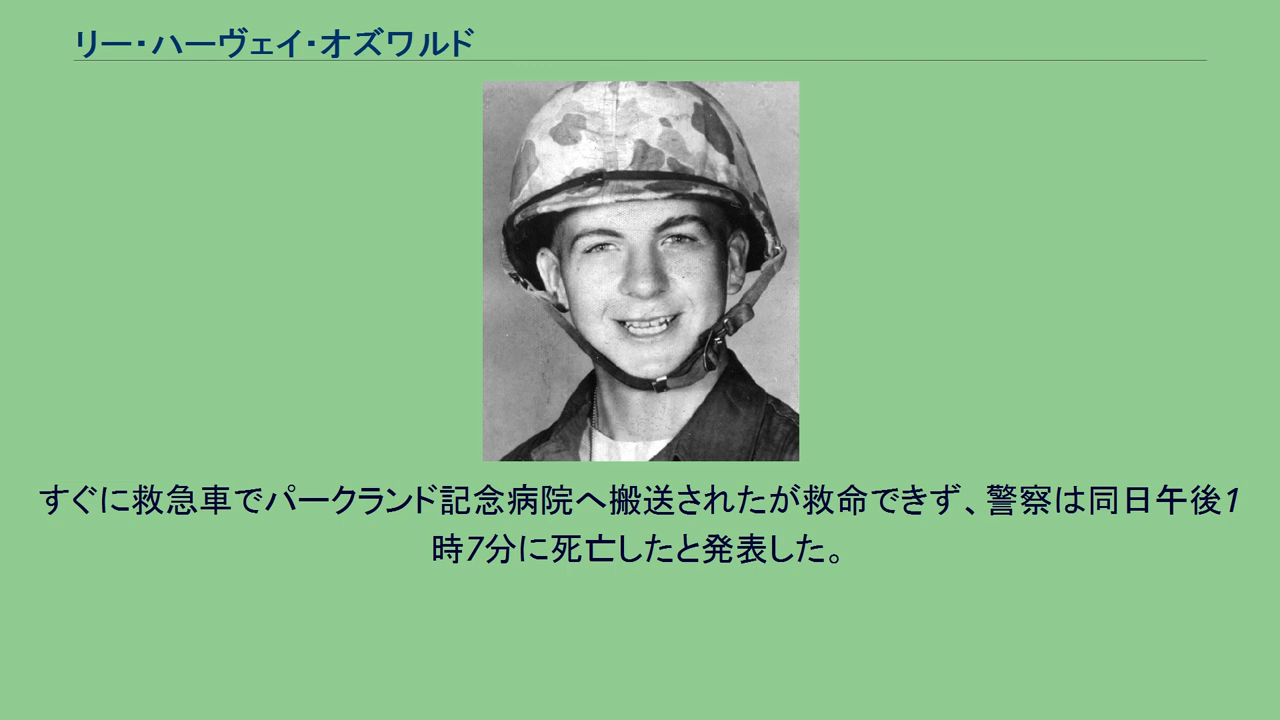 リー・ハーヴェイ・オズワルド
すぐに救急車でパークランド記念病院へ搬送されたが救命できず、警察は同日午後1
時7分に死亡したと発表した。